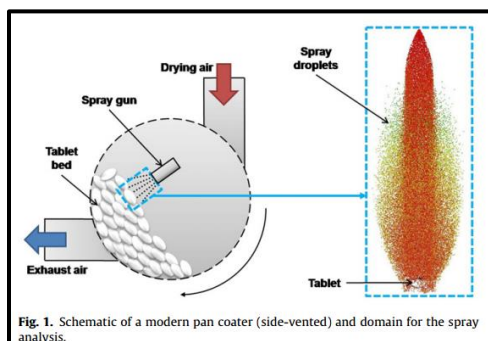 Drying air
Spray gun
Tablet
bed
Exhaust air
Spray
droplets
Tablet
Fig. 1. Schematic of a modern pan coater (side-vented) and domain for the spray
analysis.